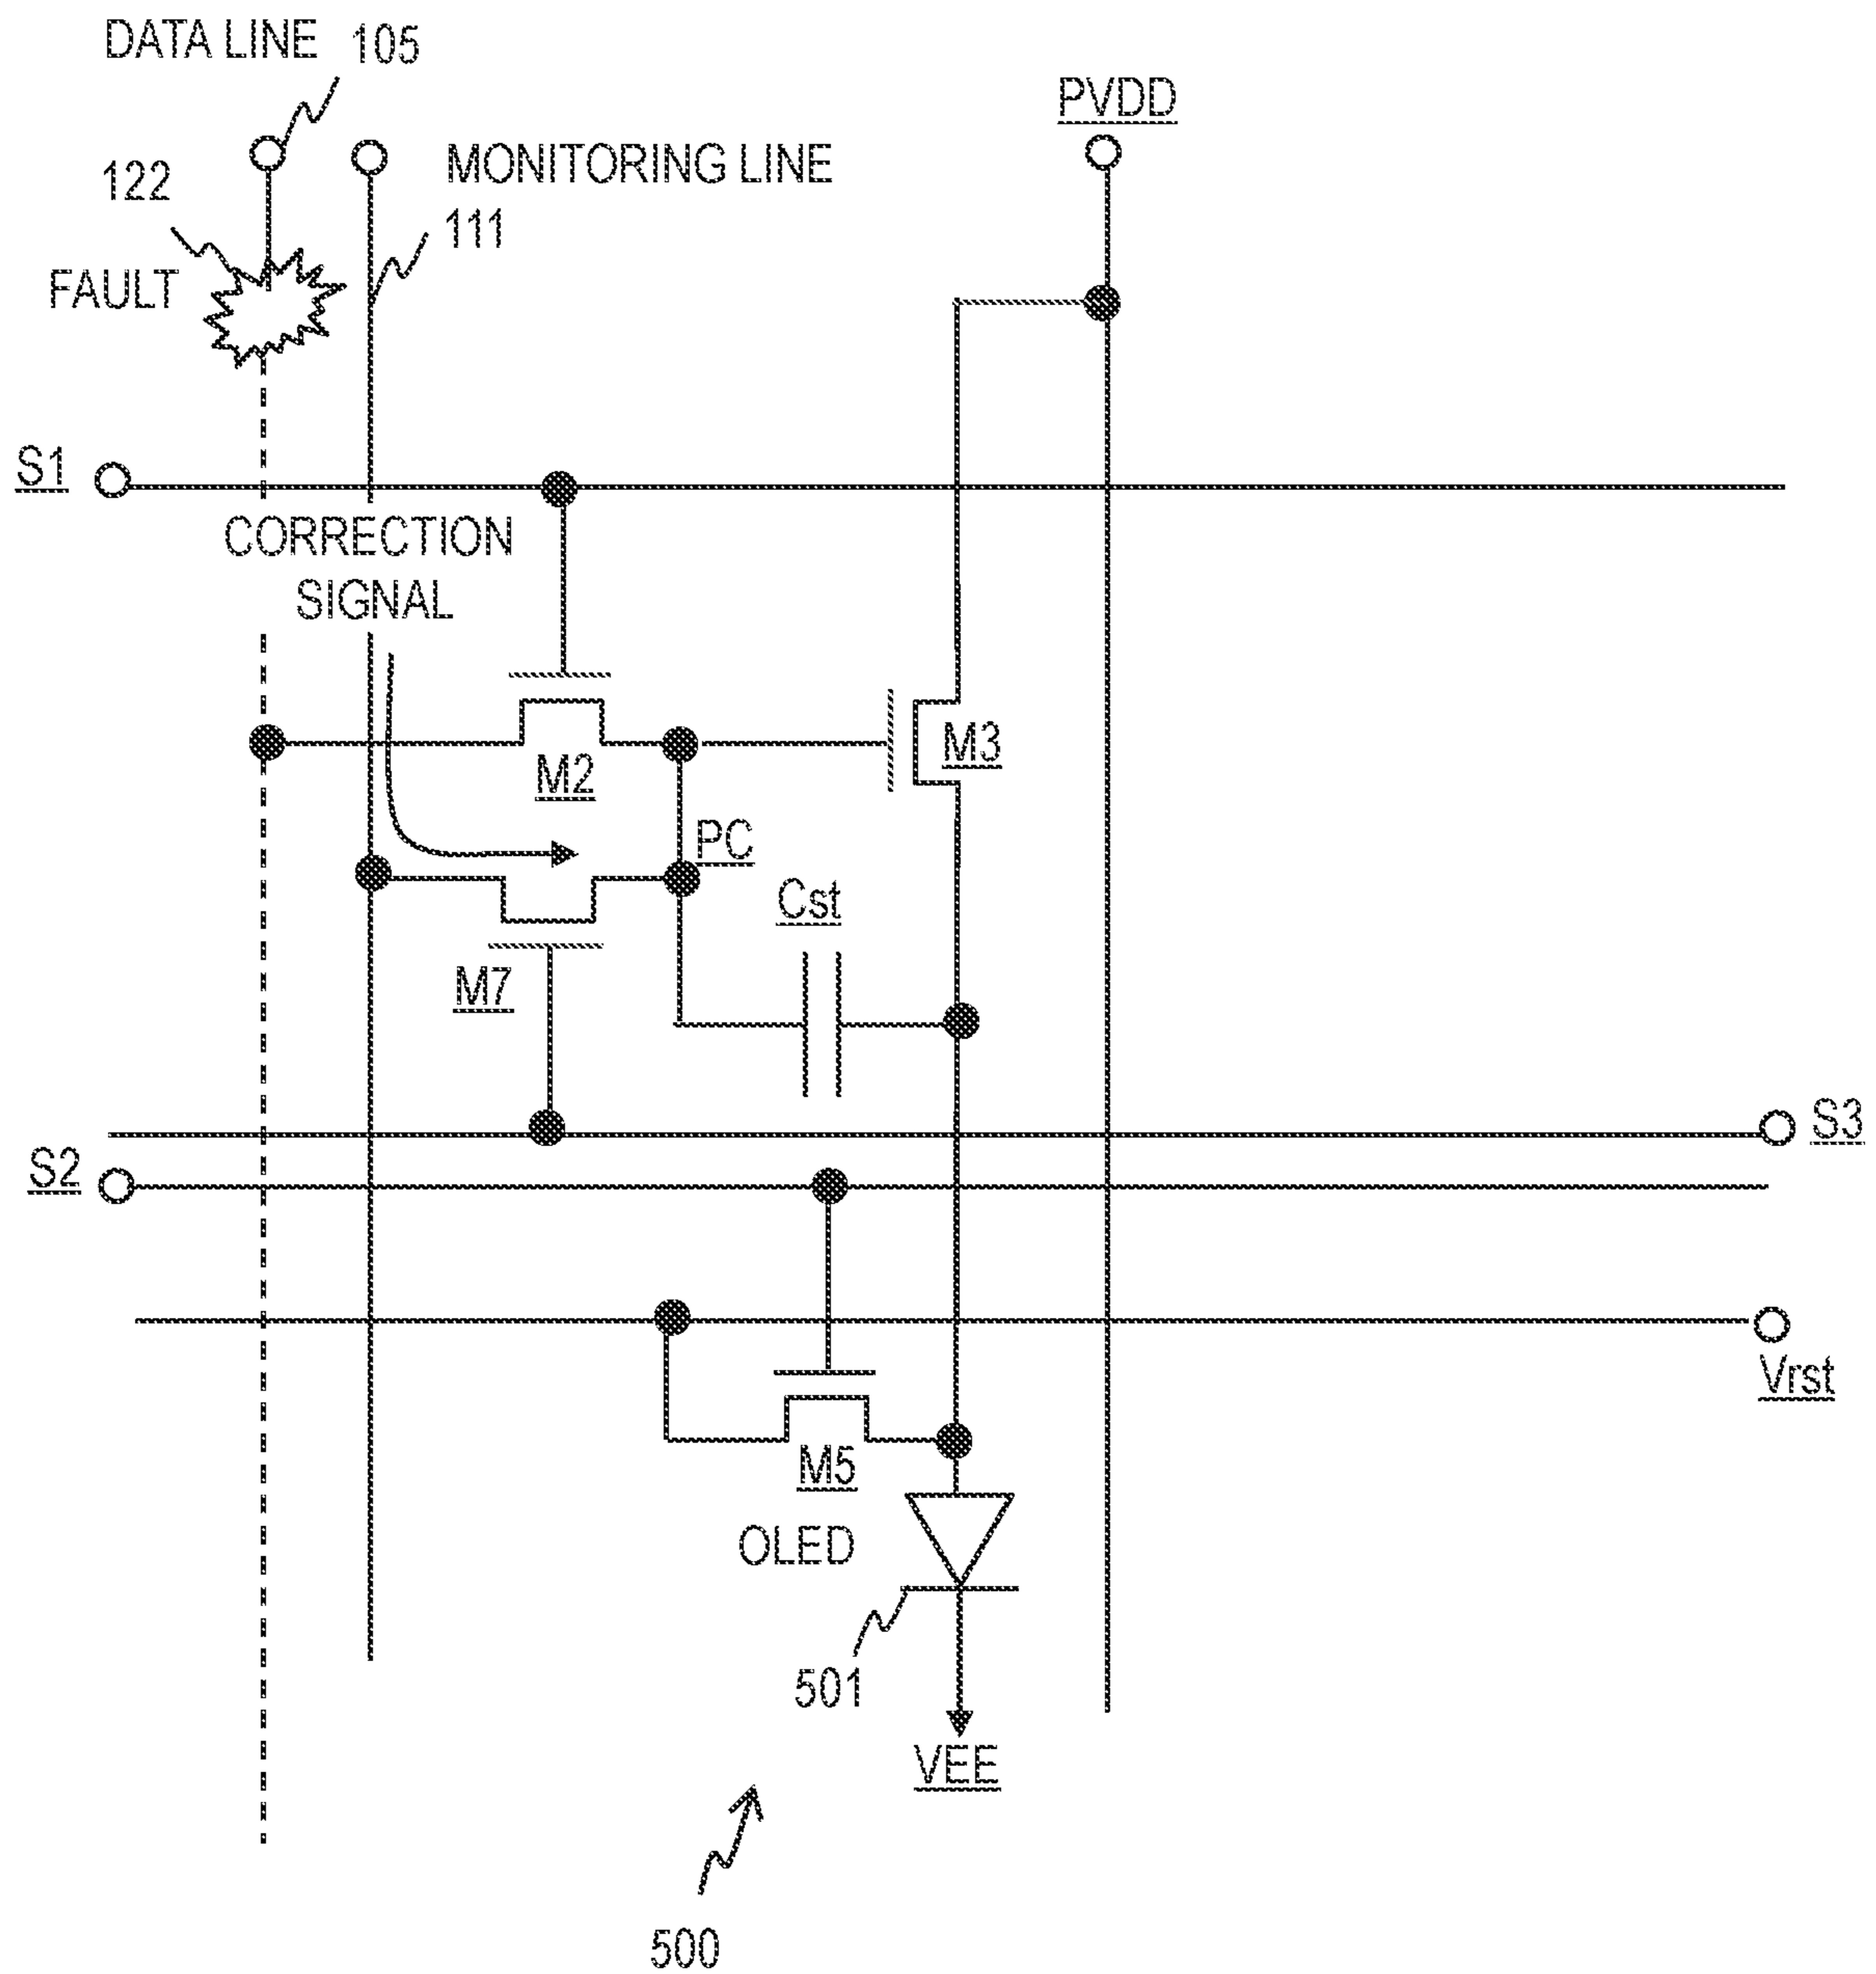 DATA LINE 105
PVDD
122
MONITORING LINE
111
FAULT
S1
CORRECTION
SIGNAL
M3
M2
PC
Cst
M7
S3
S2
Vrst
M5
OLED
501
VEE
500